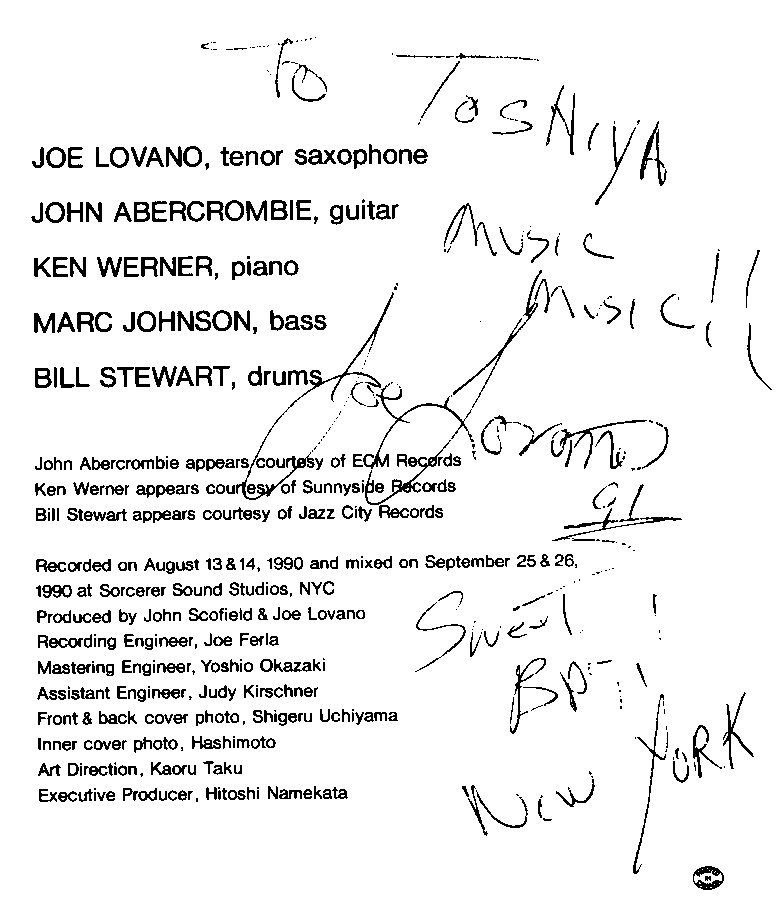 To Toshiya
JOE LOVANO, tenor saxophone
JOHN ABERCROMBIE, guitar
Music
KEN WERNER, piano
Music!!
MARC JOHNSON, bass
BILL STEWART, drums
Joe Lovano
91
John Abercrombie appears courtesy of ECM Records
Ken Werner appears courtesy of Sunnyside Records
Bill Stewart appears courtesy of Jazz City Records
Recorded on August 13 & 14, 1990 and mixed on September 25 & 26,
1990 at Sorcerer Sound Studios, NYC
Produced by John Scofield & Joe Lovano
Recording Engineer, Joe Ferla
Mastering Engineer, Yoshio Okazaki
Assistant Engineer, Judy Kirschner
Front & back cover photo, Shigeru Uchiyama
Inner cover photo, Hashimoto
Art Direction, Kaoru Taku
Executive Producer, Hitoshi Namekata
Sweet
New York